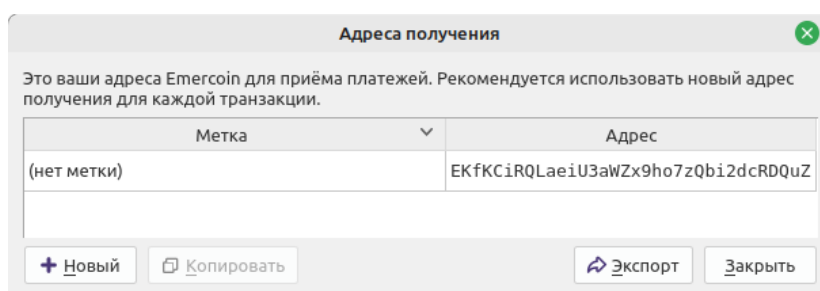 Адреса получения
Это ваши адреса Emercoin для приёма платежей. Рекомендуется использовать новый адрес
получения для каждой транзакции.
Метка Адрес
(нет метки) EKfKCiRQLaeiU3aWZx9ho7zQbi2dcRDQuZ
Новый Копировать Экспорт Закрыть